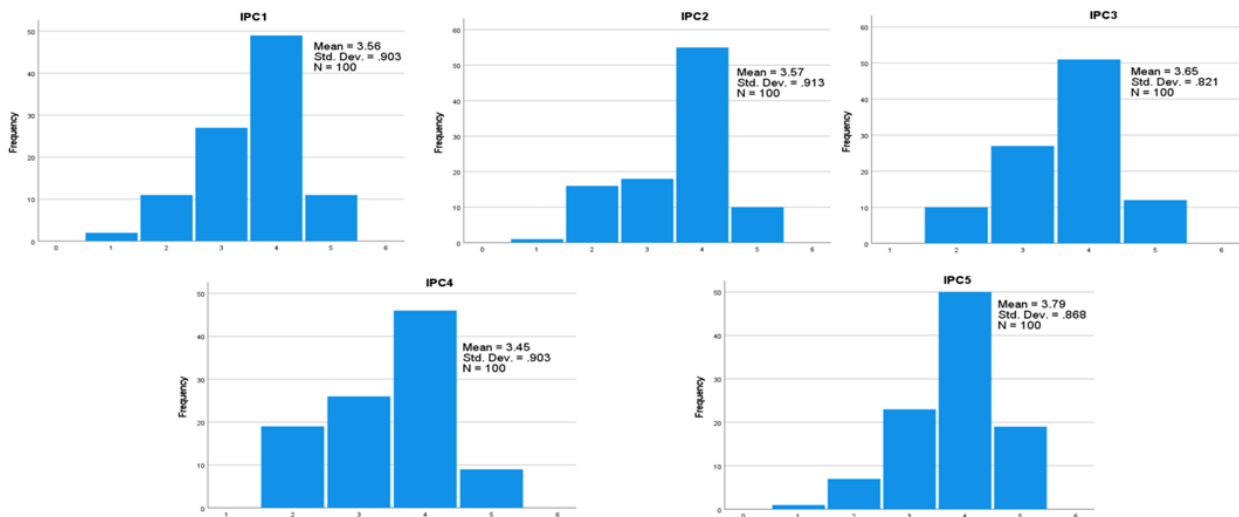 IPC1
Mean = 3.56
Std. Dev. = .903
N = 100
50
40
30
20
10
0
Frequency
0 1 2 3 4 5 6
IPC2
Mean = 3.57
Std. Dev. = .913
N = 100
60
50
40
30
20
10
0
Frequency
0 1 2 3 4 5 6
IPC3
Mean = 3.65
Std. Dev. = .821
N = 100
60
50
40
30
20
10
0
Frequency
1 2 3 4 5 6
IPC4
Mean = 3.45
Std. Dev. = .903
N = 100
50
40
30
20
10
0
Frequency
1 2 3 4 5 6
IPC5
Mean = 3.79
Std. Dev. = .868
N = 100
50
40
30
20
10
0
Frequency
0 1 2 3 4 5 6